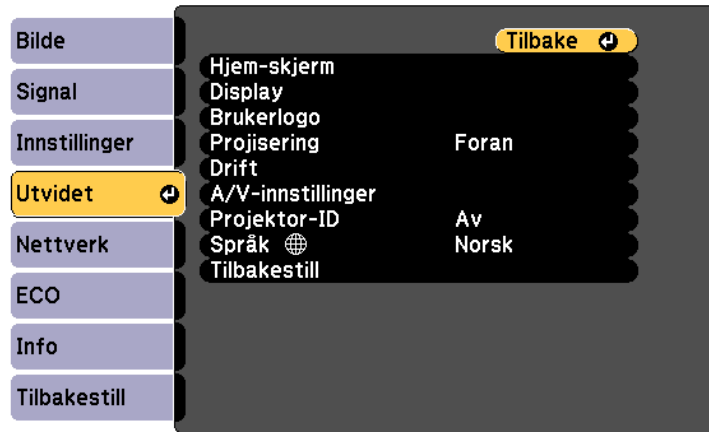 Bilde
Signal
Innstillinger
Utvidet
Nettverk
ECO
Info
Tilbakestill
Tilbake
Hjem-skjerm
Display
Brukerlogo
Projisering Foran
Drift
A/V-innstillinger
Projektor-ID Av
Språk Norsk
Tilbakestill